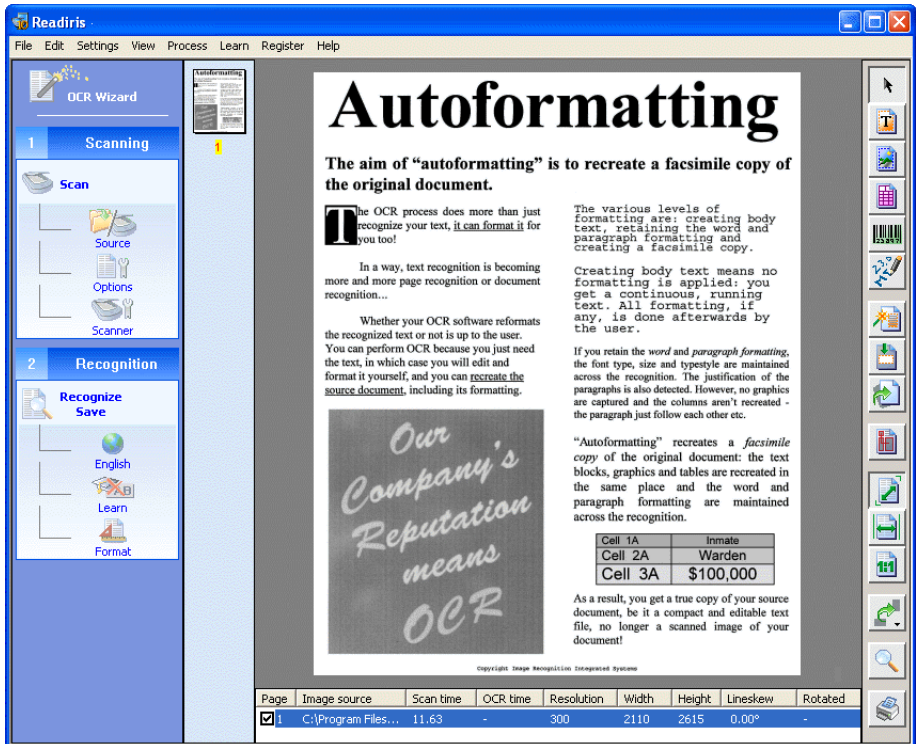 Readiris
File Edit Settings View Process Learn Register Help
OCR Wizard
1 Scanning
Scan
Source
Options
Scanner
2 Recognition
Recognize
Save
English
Learn
Format
Autoformatting
1
Autoformatting
The aim of “autoformatting” is to recreate a facsimile copy of
the original document.
The OCR process does more than just
recognize your text, it can format it for
you too!
In a way, text recognition is becoming
more and more page recognition or document
recognition...
Whether your OCR software reformats
the recognized text or not is up to the user.
You can perform OCR because you just need
the text, in which case you will edit and
format it yourself, and you can recreate the
source document, including its formatting.
Our
Company's
Reputation
means
OCR
The various levels of
formatting are: creating body
text, retaining the word and
paragraph formatting and
creating a facsimile copy.
Creating body text means no
formatting is applied: you
get a continuous, running
text. All formatting, if
any, is done afterwards by
the user.
If you retain the word and paragraph formatting,
the font type, size and typestyle are maintained
across the recognition. The justification of the
paragraphs is also detected. However, no graphics
are captured and the columns aren't recreated -
the paragraph just follow each other etc.
“Autoformatting” recreates a facsimile
copy of the original document: the text
blocks, graphics and tables are recreated in
the same place and the word and
paragraph formatting are maintained
across the recognition.
Cell 1A Inmate
Cell 2A Warden
Cell 3A $100,000
As a result, you get a true copy of your source
document, be it a compact and editable text
file, no longer a scanned image of your
document!
Copyright Image Recognition Integrated Systems
Page Image source Scan time OCR time Resolution Width Height Lineskew Rotated
1 C:\Program Files... 11.63 - 300 2110 2615 0.00° -
1:1